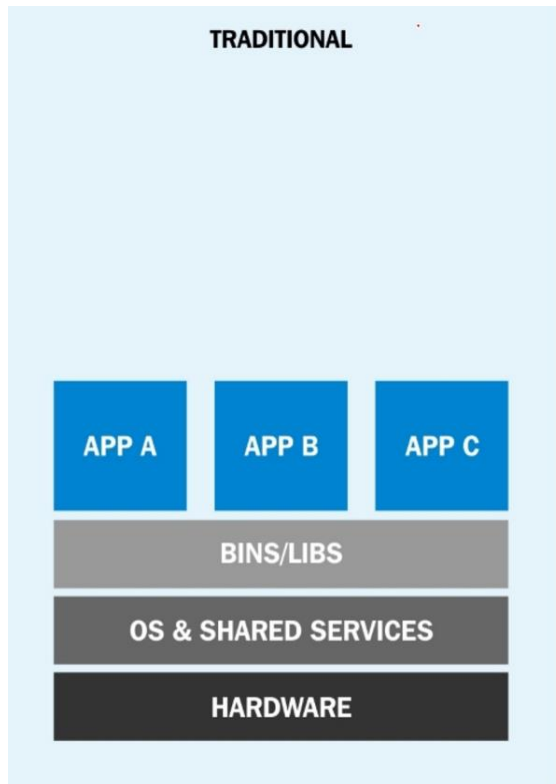 TRADITIONAL
APP A
APP B
APP C
BINS/LIBS
OS & SHARED SERVICES
HARDWARE